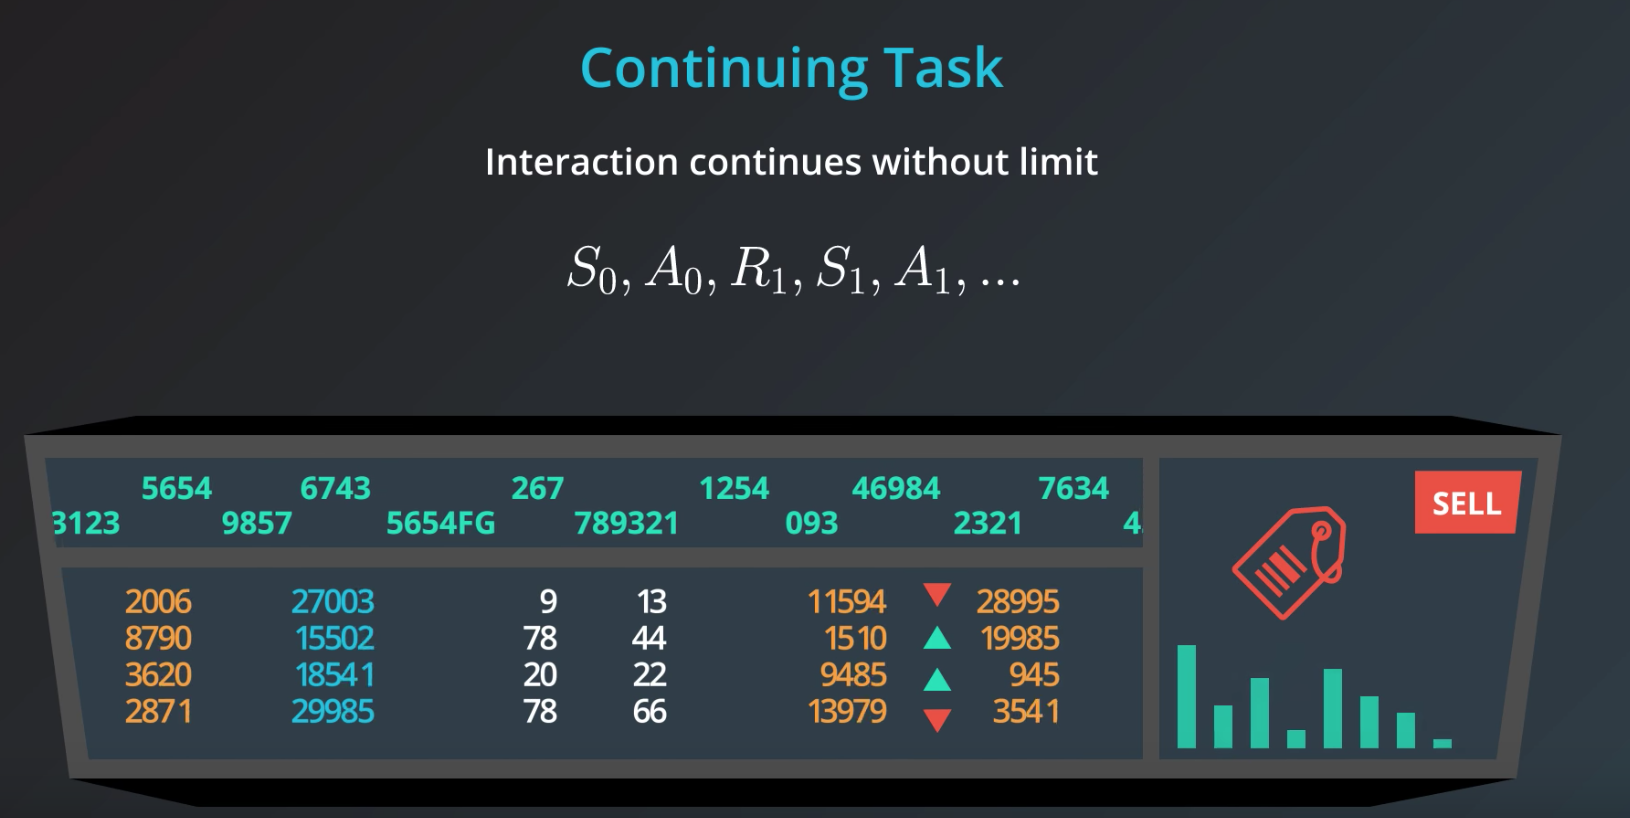 Continuing Task
Interaction continues without limit
S₀, A₀, R₁, S₁, A₁, ...
5654 6743 267 1254 46984 7634
3123 9857 5654FG 789321 093 2321
SELL
2006 27003 9 13 11594 ▼ 28995
8790 15502 78 44 1510 ▲ 19985
3620 18541 20 22 9485 ▲ 945
2871 29985 78 66 13979 ▼ 3541